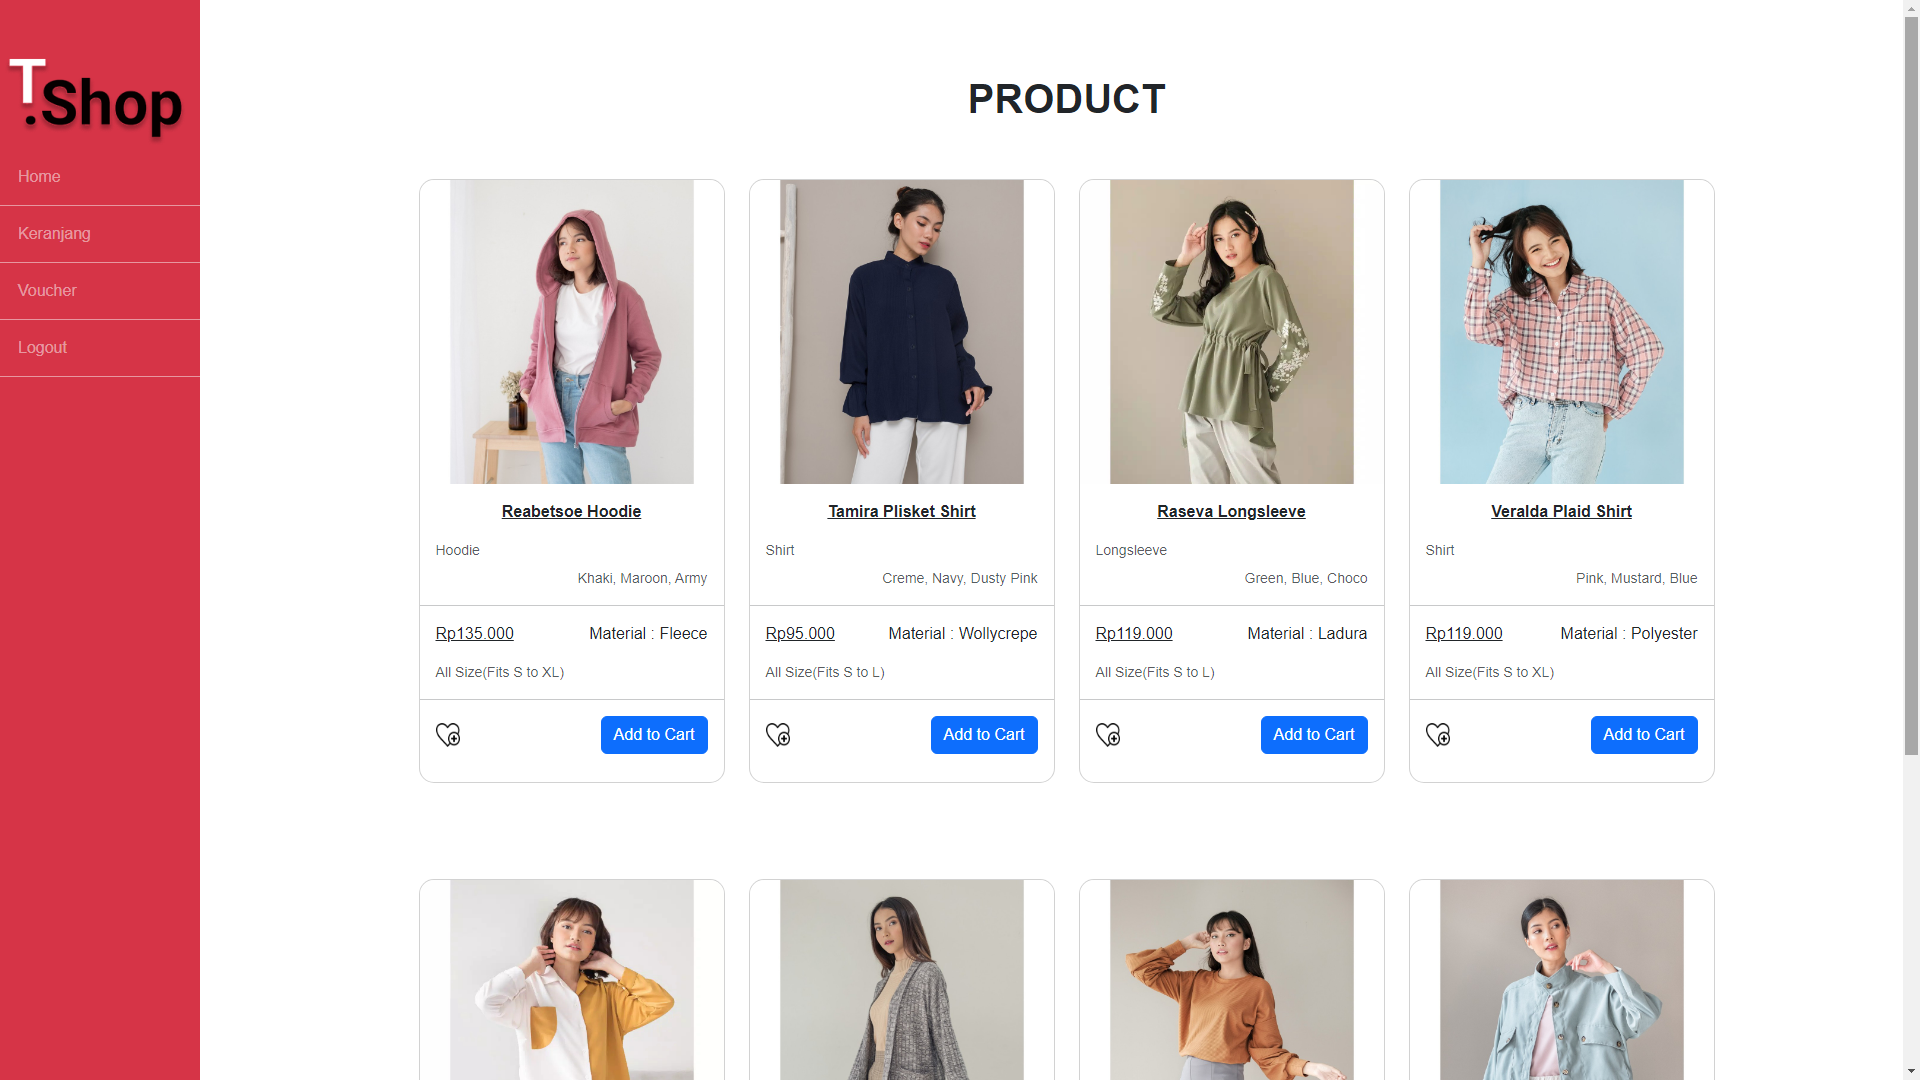 T.Shop
Home
Keranjang
Voucher
Logout
PRODUCT
Reabetsoe Hoodie
Hoodie
Khaki, Maroon, Army
Rp135.000 Material : Fleece
All Size(Fits S to XL)
Add to Cart
Tamira Plisket Shirt
Shirt
Creme, Navy, Dusty Pink
Rp95.000 Material : Wollycrepe
All Size(Fits S to L)
Add to Cart
Raseva Longsleeve
Longsleeve
Green, Blue, Choco
Rp119.000 Material : Ladura
All Size(Fits S to L)
Add to Cart
Veralda Plaid Shirt
Shirt
Pink, Mustard, Blue
Rp119.000 Material : Polyester
All Size(Fits S to XL)
Add to Cart